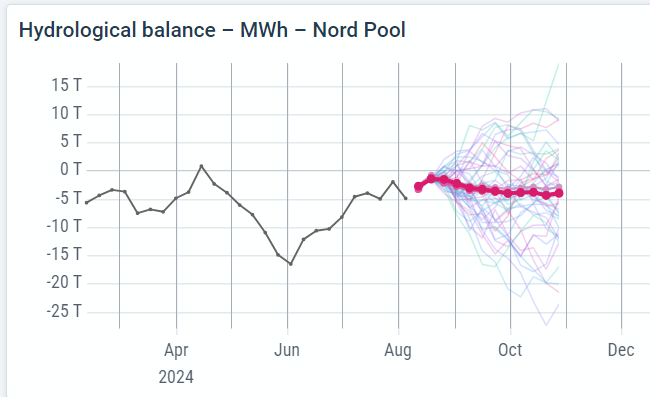 Hydrological balance – MWh – Nord Pool
15 T
10 T
5 T
0 T
-5 T
-10 T
-15 T
-20 T
-25 T
Apr Jun Aug Oct Dec
2024